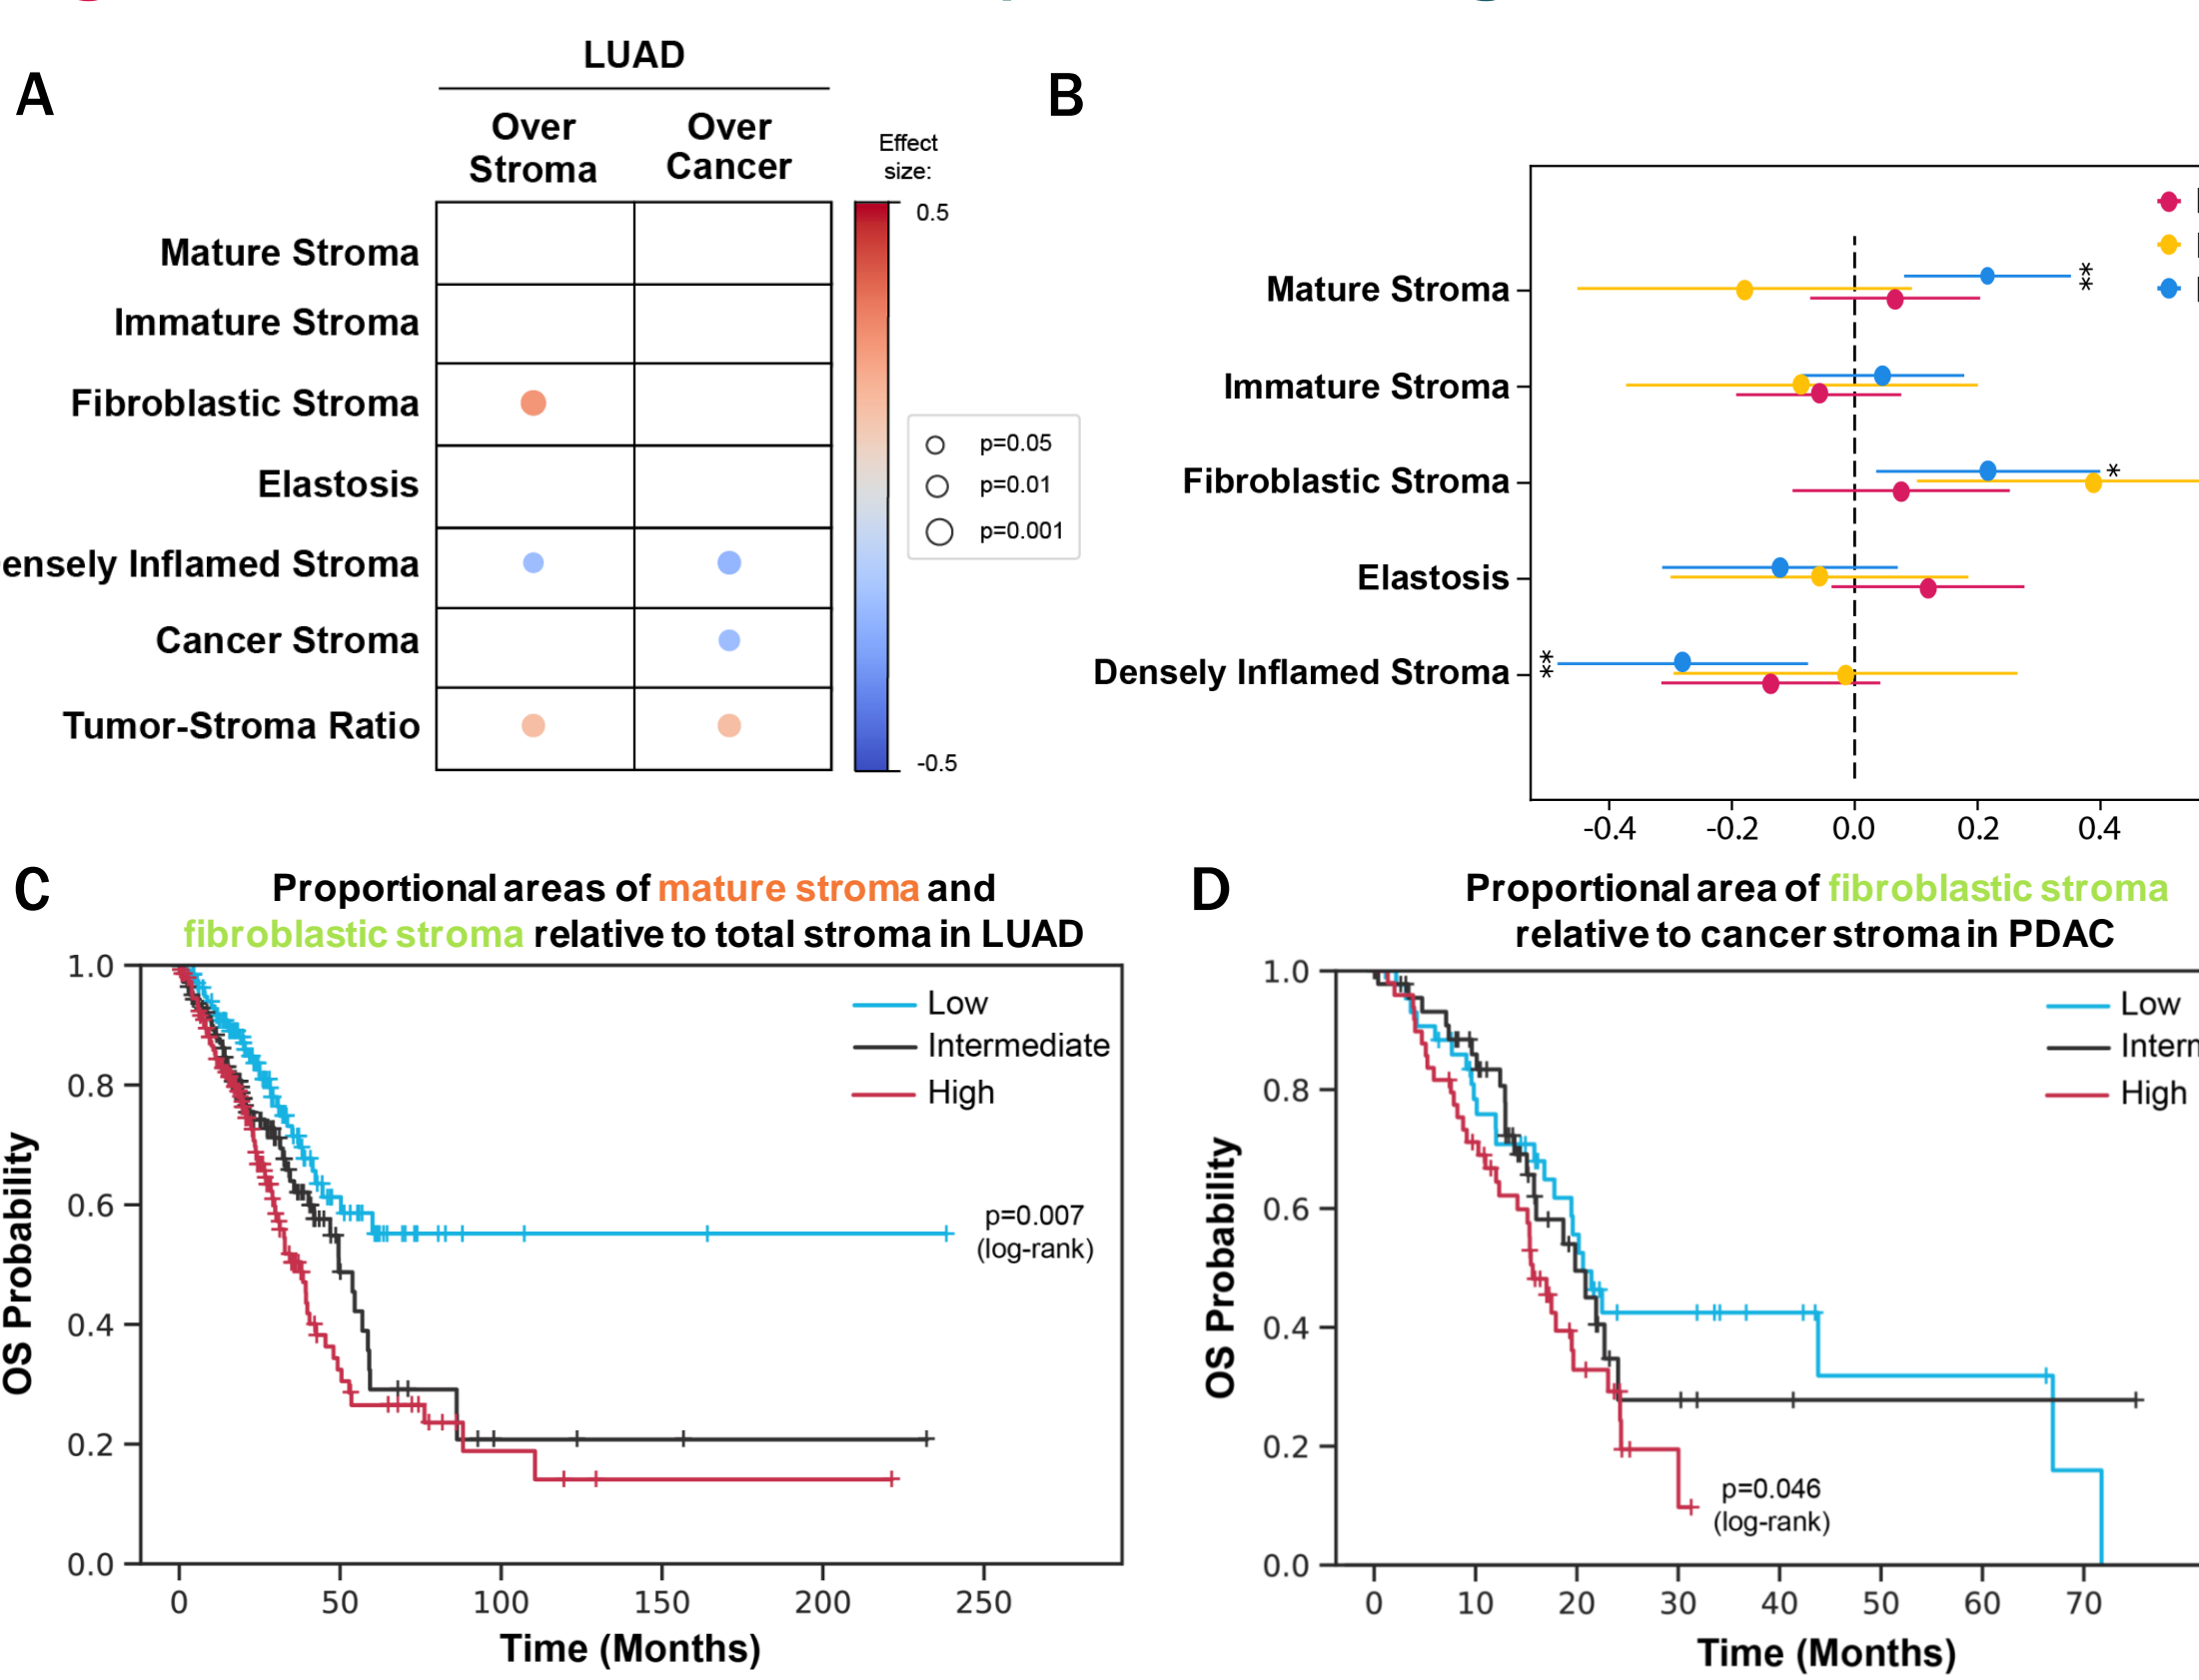 A
LUAD
Over
Stroma
Over
Cancer
Effect
size:
0.5
-0.5
Mature Stroma
Immature Stroma
Fibroblastic Stroma
Elastosis
ensely Inflamed Stroma
Cancer Stroma
Tumor-Stroma Ratio
p=0.05
p=0.01
p=0.001
B
Mature Stroma
**
Immature Stroma
Fibroblastic Stroma
*
Elastosis
Densely Inflamed Stroma
**
-0.4 -0.2 0.0 0.2 0.4
C
Proportional areas of mature stroma and
fibroblastic stroma relative to total stroma in LUAD
1.0
0.8
0.6
0.4
0.2
0.0
OS Probability
Low
Intermediate
High
p=0.007
(log-rank)
0 50 100 150 200 250
Time (Months)
D
Proportional area of fibroblastic stroma
relative to cancer stroma in PDAC
1.0
0.8
0.6
0.4
0.2
0.0
OS Probability
Low
Intern
High
p=0.046
(log-rank)
0 10 20 30 40 50 60 70
Time (Months)